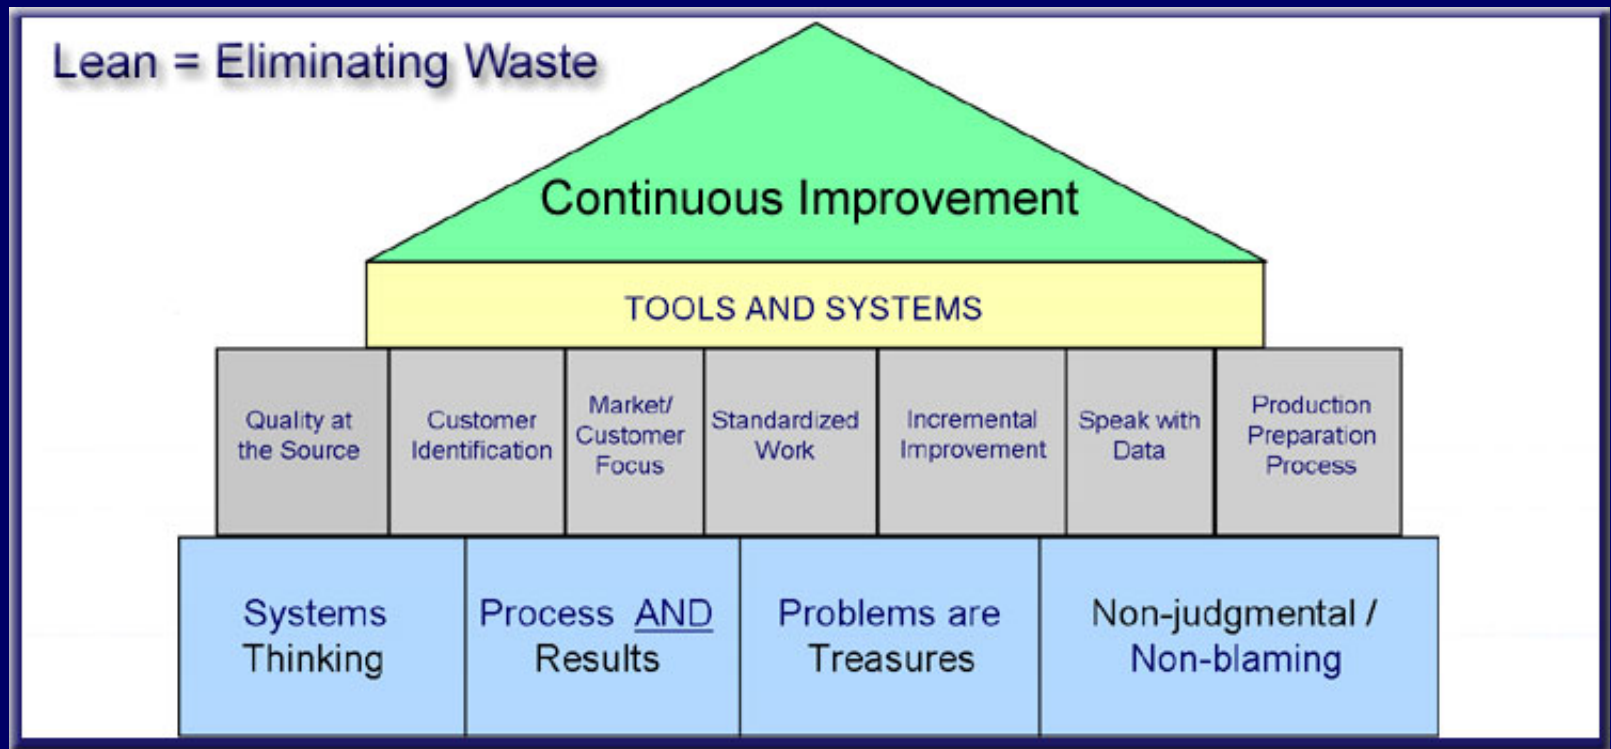 Lean = Eliminating Waste
Continuous Improvement
TOOLS AND SYSTEMS
Quality at
the Source
Customer
Identification
Market/
Customer
Focus
Standardized
Work
Incremental
Improvement
Speak with
Data
Production
Preparation
Process
Systems
Thinking
Process AND
Results
Problems are
Treasures
Non-judgmental /
Non-blaming